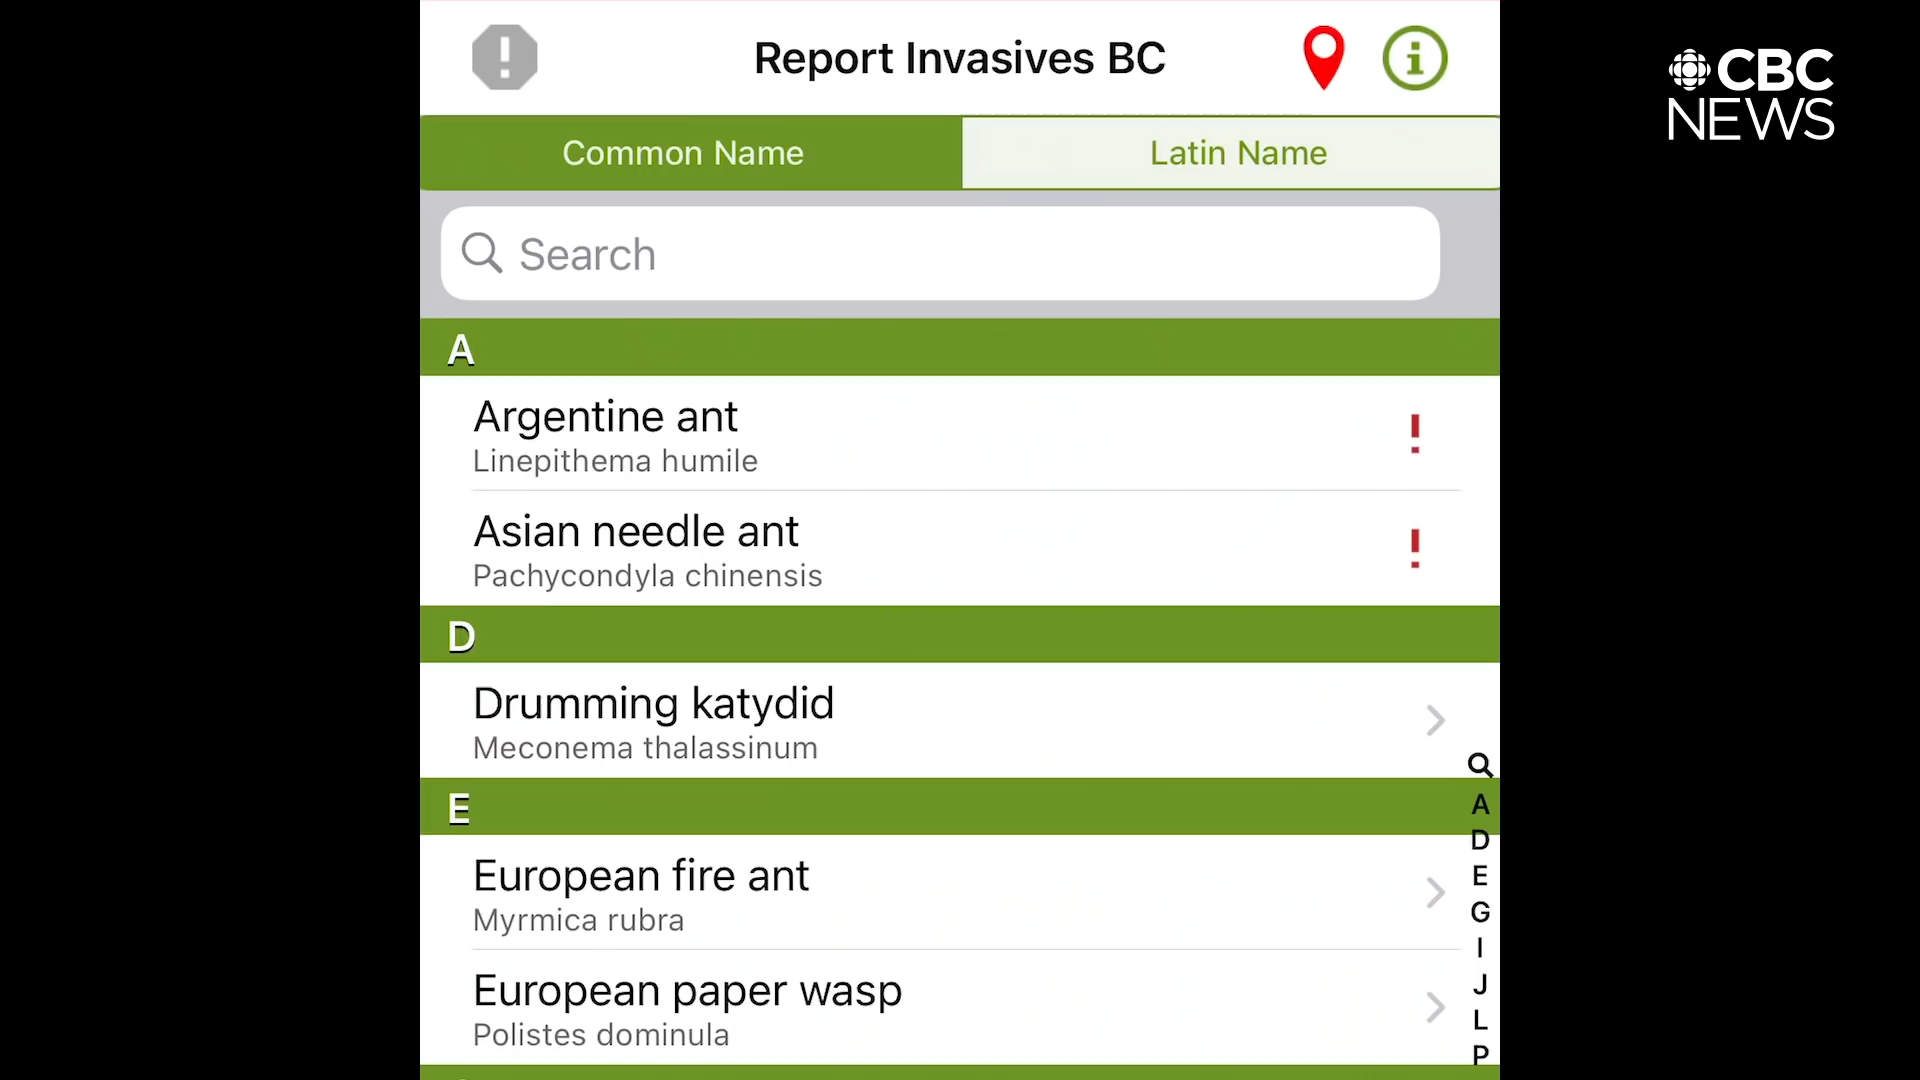 Report Invasives BC
CBC
NEWS
Common Name
Latin Name
Search
A
Argentine ant
Linepithema humile
Asian needle ant
Pachycondyla chinensis
D
Drumming katydid
Meconema thalassinum
E
European fire ant
Myrmica rubra
European paper wasp
Polistes dominula
A
D
E
G
I
J
L
P